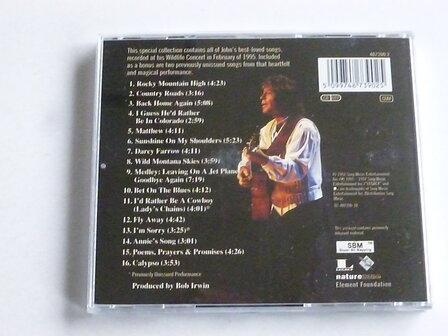 This special collection contains all of John's best-loved songs,
recorded at his Wildlife Concert in February of 1995. Included
as a bonus are two previously unissued songs from that heartfelt
and magical performance.
1. Rocky Mountain High (4:23)
2. Country Roads (3:16)
3. Back Home Again (5:08)
4. I Guess He'd Rather
Be in Colorado (2:59)
5. Matthew (4:11)
6. Sunshine On My Shoulders (5:23)
7. Darcy Farrow (4:11)
8. Wild Montana Skies (3:59)
9. Medley: Leaving On A Jet Plane/
Goodbye Again (7:19)
10. Bet On The Blues (4:12)
11. I'd Rather Be A Cowboy
(Lady's Chains) (4:01)*
12. Fly Away (4:42)
13. I'm Sorry (3:25)*
14. Annie's Song (3:01)
15. Poems, Prayers & Promises (4:26)
16. Calypso (3:53)
* Previously Unissued Performance
Produced by Bob Irwin
5 099748 739025
SBM
Super Bit Mapping
nature
Element Foundation